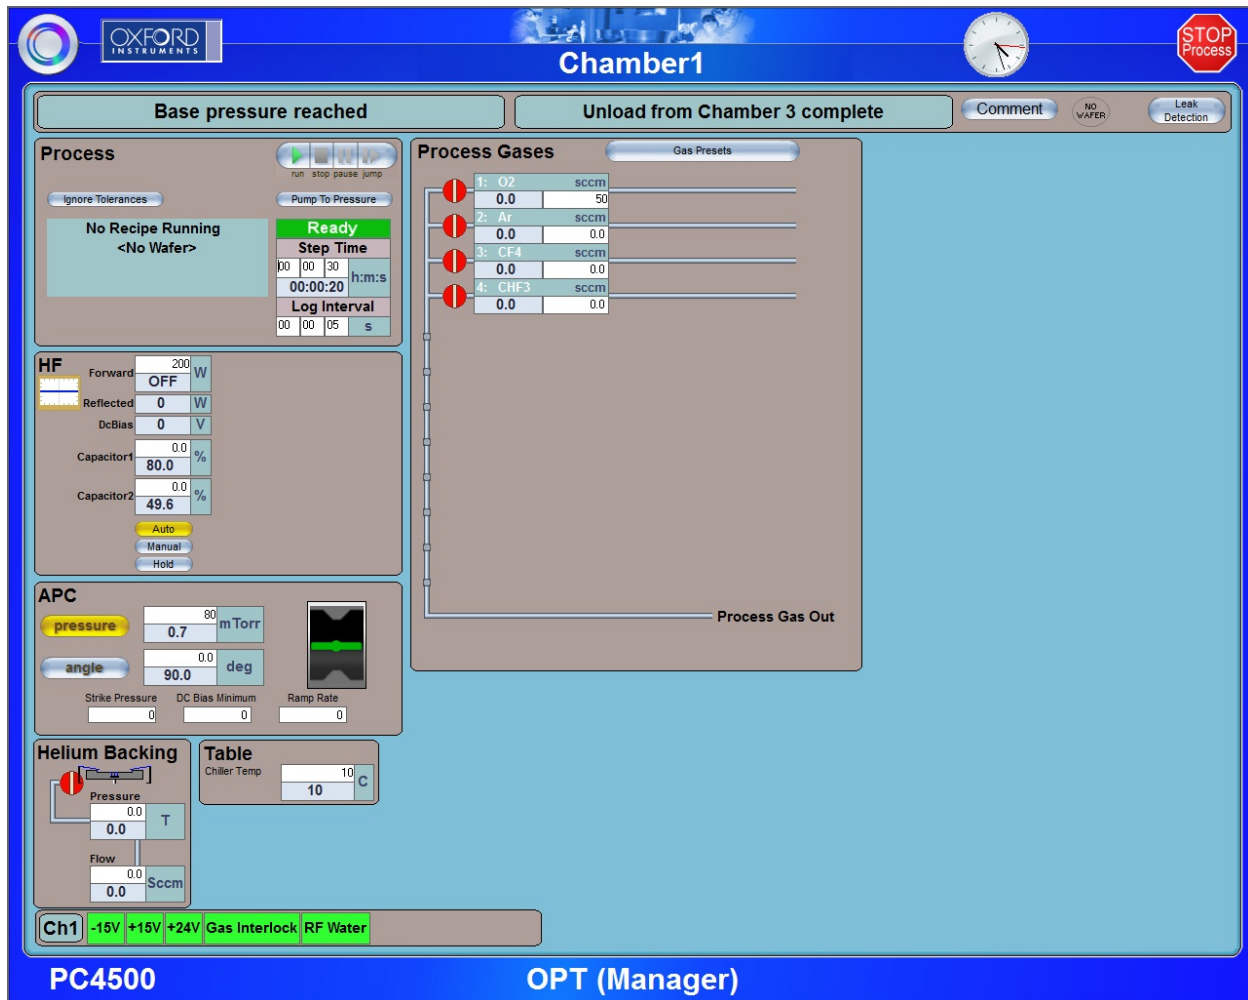 OXFORD
INSTRUMENTS
Chamber1
STOP
Process
Base pressure reached
Unload from Chamber 3 complete
Comment
NO
WAFER
Leak
Detection
Process
run stop pause jump
Ignore Tolerances
Pump To Pressure
No Recipe Running
<No Wafer>
Ready
Step Time
00 00 30
h:m:s
00:00:20
Log Interval
00 00 05 s
Process Gases
Gas Presets
1: O2 sccm
0.0 50
2: Ar sccm
0.0 0.0
3: CF4 sccm
0.0 0.0
4: CHF3 sccm
0.0 0.0
Process Gas Out
HF
Forward 200 W
OFF
Reflected 0 W
DcBias 0 V
Capacitor1 0.0 %
80.0
Capacitor2 0.0 %
49.6
Auto
Manual
Hold
APC
pressure 80 mTorr
0.7
angle 0.0 deg
90.0
Strike Pressure DC Bias Minimum Ramp Rate
0 0 0
Helium Backing
Pressure
0.0 T
0.0
Flow
0.0 Sccm
0.0
Table
Chiller Temp 10 C
10
Ch1 -15V +15V +24V Gas Interlock RF Water
PC4500
OPT (Manager)